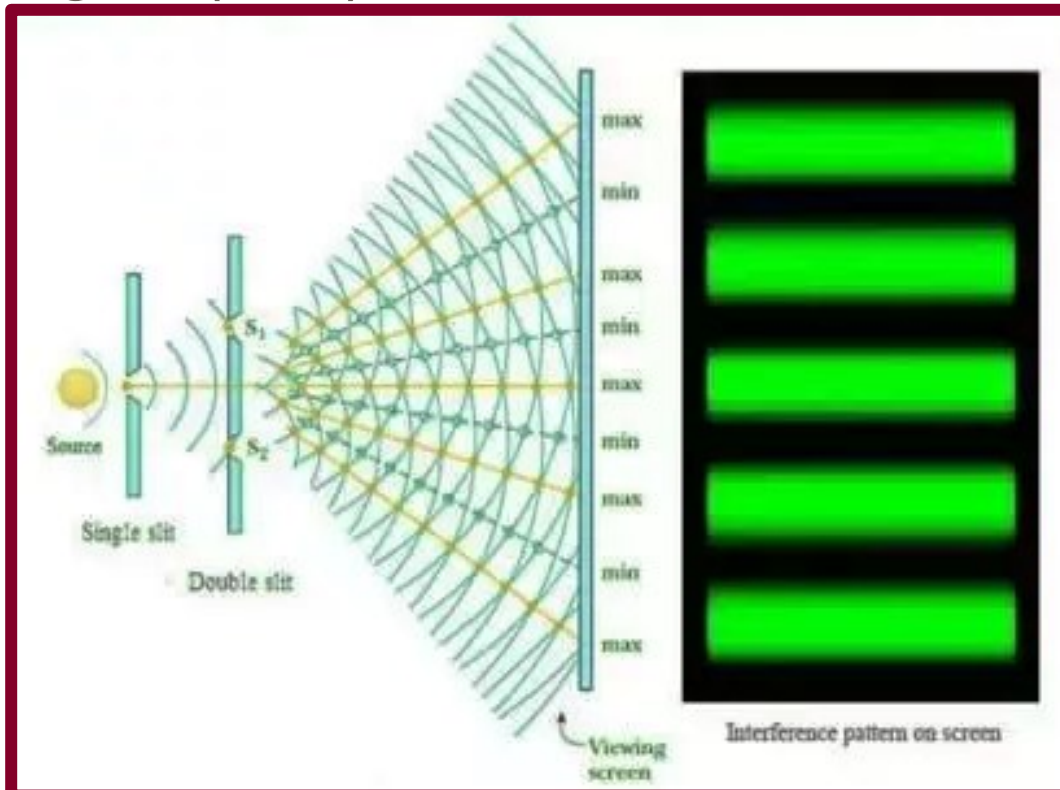 max
min
max
min
max
min
max
min
max
S1
S2
Source
Single slit
Double slit
Viewing
screen
Interference pattern on screen